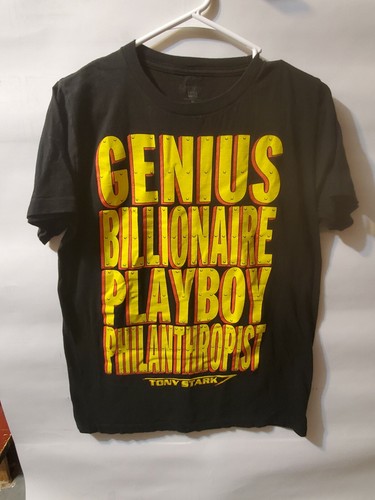 GENIUS
BILLIONAIRE
PLAYBOY
PHILANTHROPIST
TONY STARK